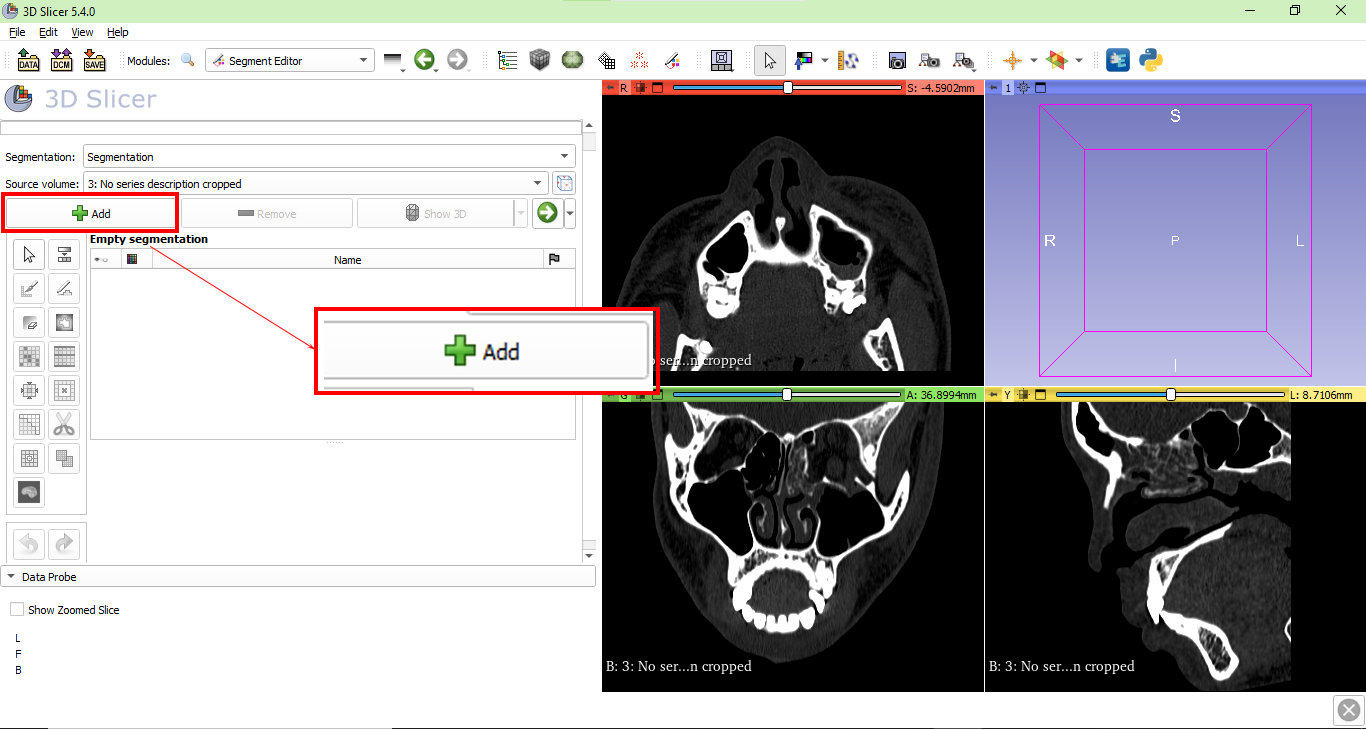 3D Slicer 5.4.0
File Edit View Help
DATA DCM SAVE Modules: Segment Editor
3D Slicer
R S: -4.5902mm
1
Segmentation: Segmentation
Source volume: 3: No series description cropped
Add Remove Show 3D
Empty segmentation
Name
Add
ser...n cropped
S
R P L
I
G A: 36.8994mm
Y L: 8.7106mm
B: 3: No ser...n cropped
B: 3: No ser...n cropped
Data Probe
Show Zoomed Slice
L
F
B